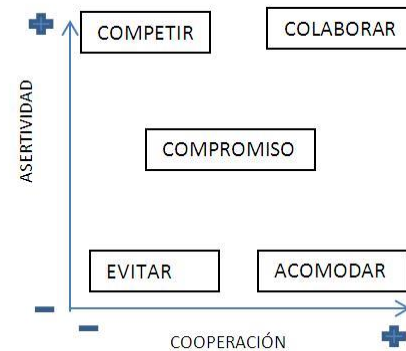 COMPETIR
COLABORAR
ASERTIVIDAD
COMPROMISO
EVITAR
ACOMODAR
COOPERACIÓN